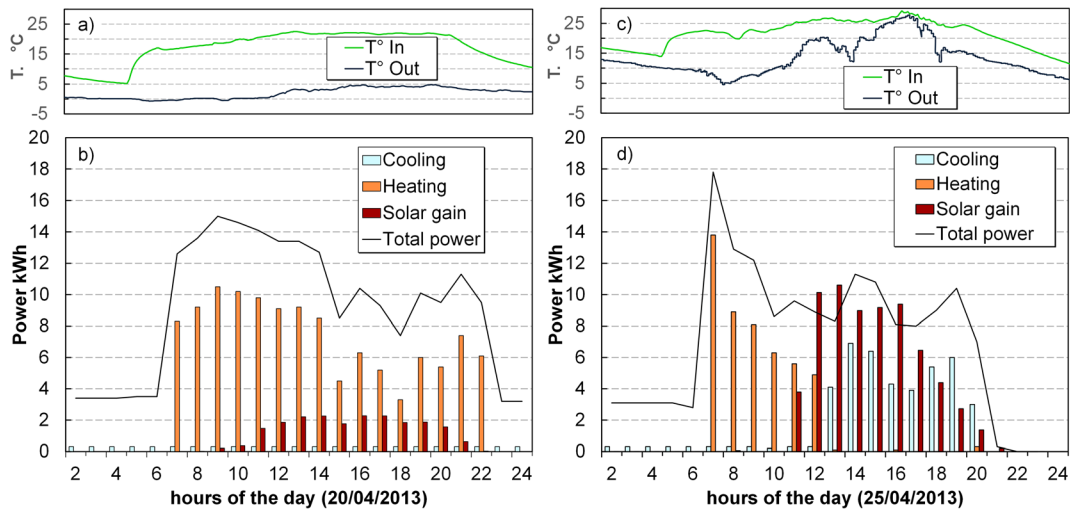 a)
T. °C
25
15
5
-5
T° In
T° Out
b)
Power kWh
20
18
16
14
12
10
8
6
4
2
0
Cooling
Heating
Solar gain
Total power
2 4 6 8 10 12 14 16 18 20 22 24
hours of the day (20/04/2013)
c)
T. °C
25
15
5
-5
T° In
T° Out
d)
Power kWh
20
18
16
14
12
10
8
6
4
2
0
Cooling
Heating
Solar gain
Total power
2 4 6 8 10 12 14 16 18 20 22 24
hours of the day (25/04/2013)